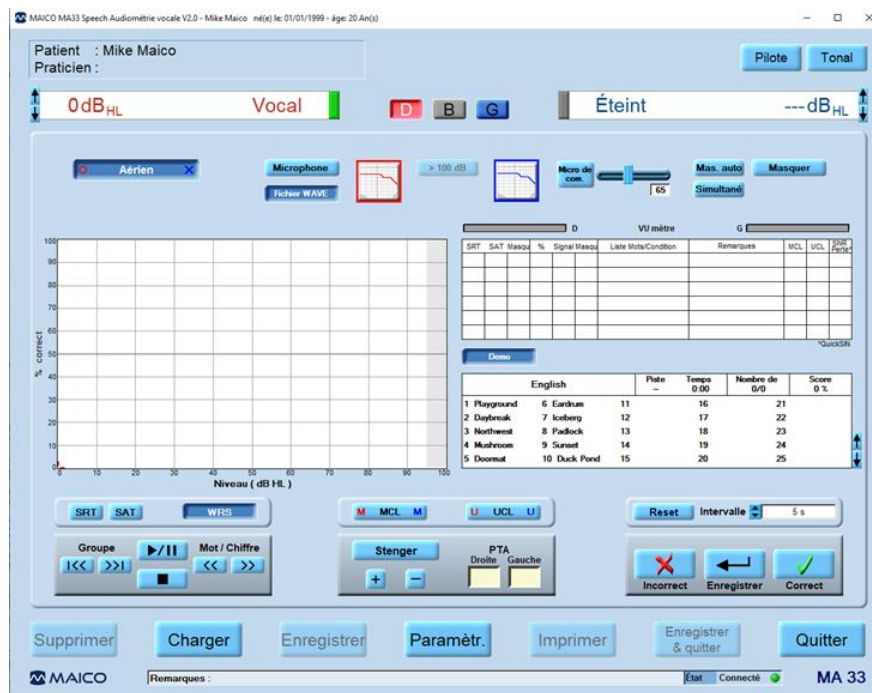 MAICO MA33 Speech Audiométrie vocale V2.0 - Mike Maico né(e) le: 01/01/1999 - âge: 20 An(s)
Patient : Mike Maico
Praticien :
Pilote Tonal
0 dB HL Vocal D B G Éteint --- dB HL
Aérien Microphone > 100 dB Micro de com. Mas. auto Masquer
Fichier WAVE 65 Simultané
D VU mètre G
SRT SAT Masqu % Signal Masqu Liste Mots/Condition Remarques MCL UCL SNR Perte*
*QuickSIN
Domo
English Piste – Temps 0:00 Nombre de 0/0 Score 0 %
1 Playground 6 Eardrum 11 16 21
2 Daybreak 7 Iceberg 12 17 22
3 Northwest 8 Padlock 13 18 23
4 Mushroom 9 Sunset 14 19 24
5 Doormat 10 Duck Pond 15 20 25
100
90
80
70
60
50
40
30
20
10
0
% correct
0 10 20 30 40 50 60 70 80 90 100
Niveau ( dB HL )
SRT SAT WRS M MCL M U UCL U Reset Intervalle 5 s
Groupe Mot / Chiffre
I<< >>I ►/II << >>
Stenger PTA
Droite Gauche
+ −
Incorrect Enregistrer Correct
Supprimer Charger Enregistrer Paramètr. Imprimer Enregistrer & quitter Quitter
MAICO Remarques : État Connecté MA 33